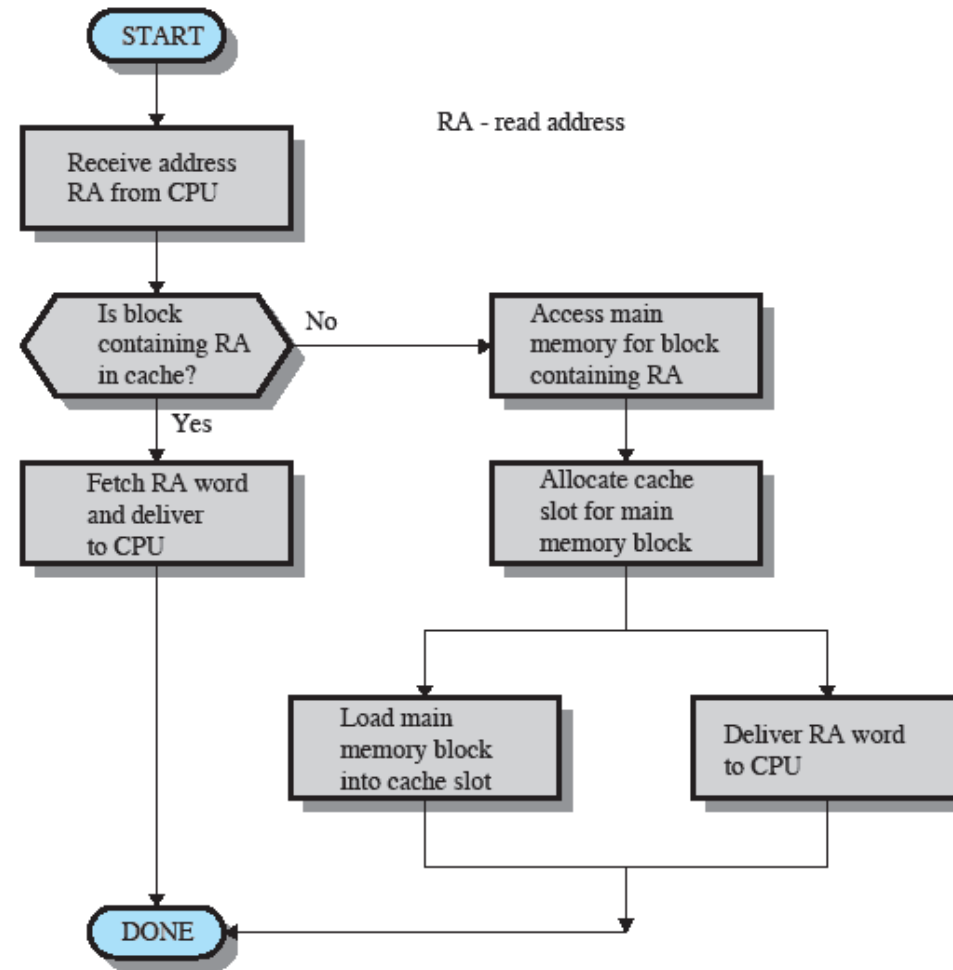 START
RA - read address
Receive address
RA from CPU
Is block
containing RA
in cache?
No
Access main
memory for block
containing RA
Yes
Fetch RA word
and deliver
to CPU
Allocate cache
slot for main
memory block
Load main
memory block
into cache slot
Deliver RA word
to CPU
DONE